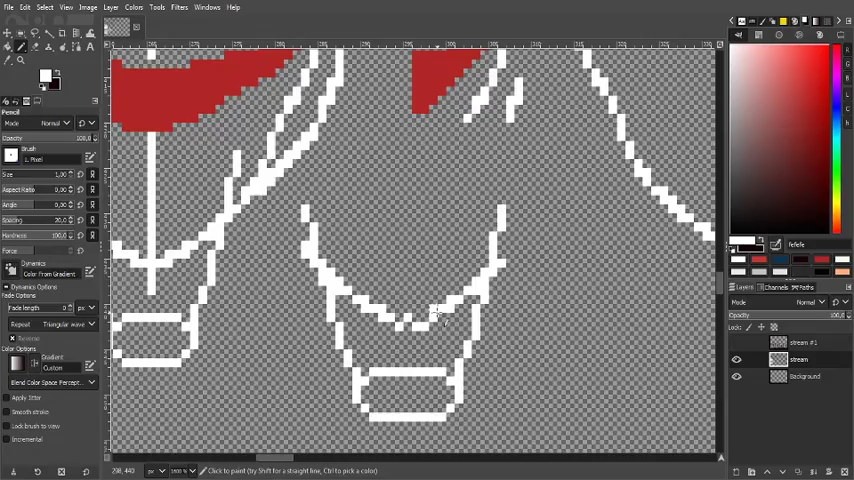 File Edit Select View Image Layer Colors Tools Filters Windows Help
Pencil
Mode Normal
Opacity 100,0
Brush
1. Pixel
Size 1,00
Aspect Ratio 0,00
Angle 0,00
Spacing 20,0
Hardness 100,0
Force
Dynamics
Color From Gradient
Dynamics Options
Fade Options
Fade length 0 px
Repeat Triangular wave
Reverse
Color Options
Gradient
Custom
Blend Color Space Percept...
Apply Jitter
Smooth stroke
Lock brush to view
Incremental
298, 440 px 1600 % Click to paint (try Shift for a straight line, Ctrl to pick a color)
R
G
B
L
C
h
fefefe
Layers Channels Paths
Mode Normal
Opacity 100,0
Lock:
stream #1
stream
Background